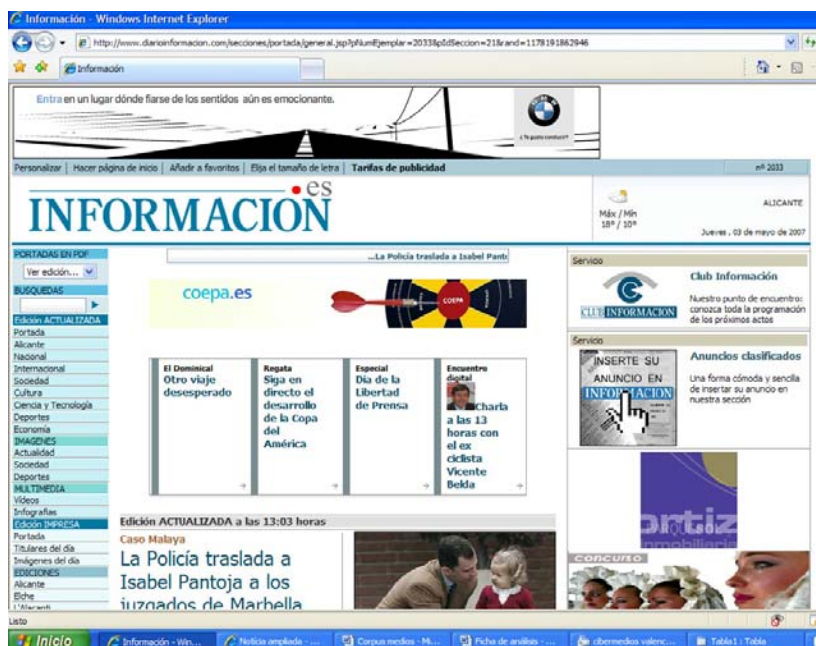 Información - Windows Internet Explorer
http://www.diarioinformacion.com/secciones/portada/general.jsp?pNumEjemplar=2033&pIdSeccion=21&rand=1178191862946
Información
Entra en un lugar dónde fiarse de los sentidos aún es emocionante.
¿Te gusta conducir?
Personalizar | Hacer página de inicio | Añadir a favoritos | Elija el tamaño de letra | Tarifas de publicidad
nº 2033
INFORMACION.es
Máx / Mín
18º / 10º
ALICANTE
Jueves, 03 de mayo de 2007
PORTADAS EN PDF
Ver edición...
BUSQUEDAS
Edición ACTUALIZADA
Portada
Alicante
Nacional
Internacional
Sociedad
Cultura
Ciencia y Tecnología
Deportes
Economía
IMAGENES
Actualidad
Sociedad
Deportes
MULTIMEDIA
Vídeos
Infografías
Edición IMPRESA
Portada
Titulares del día
Imágenes del día
EDICIONES
Alicante
Elche
L'Alacantí
...La Policía traslada a Isabel Panto
coepa.es
COEPA
El Dominical
Otro viaje
desesperado
Regata
Siga en
directo el
desarrollo
de la Copa
del
América
Especial
Día de la
Libertad
de Prensa
Encuentro
digital
Charla
a las 13
horas con
el ex
ciclista
Vicente
Belda
Edición ACTUALIZADA a las 13:03 horas
Caso Malaya
La Policía traslada a
Isabel Pantoja a los
juzgados de Marbella
Servicio
CLUB INFORMACION
Club Información
Nuestro punto de encuentro:
conozca toda la programación
de los próximos actos
Servicio
INSERTE SU
ANUNCIO EN
INFORMACION
Anuncios clasificados
Una forma cómoda y sencilla
de insertar su anuncio en
nuestra sección
ortiz
inmobiliaria
concurso
Listo
Inicio
Información - Win...
Noticia ampliada - ...
Corpus medios - Mi...
Ficha de análisis - ...
cibermedios valenc...
Tabla1 : Tabla